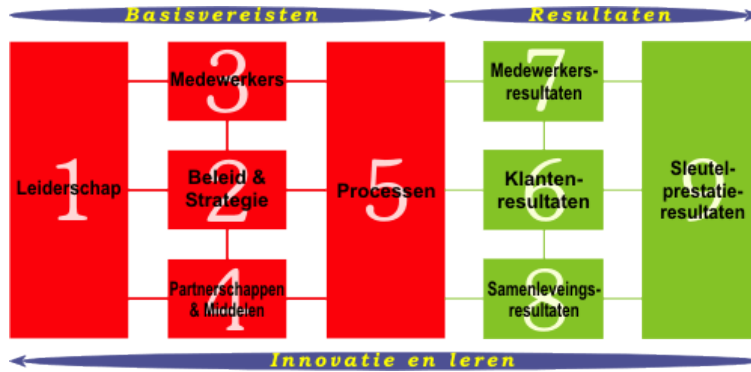 Basisvereisten
Resultaten
1
Leiderschap
3
Medewerkers
2
Beleid &
Strategie
4
Partnerschappen
& Middelen
5
Processen
7
Medewerkers-
resultaten
6
Klanten-
resultaten
8
Samenleveings-
resultaten
9
Sleutel-
prestatie-
resultaten
Innovatie en leren